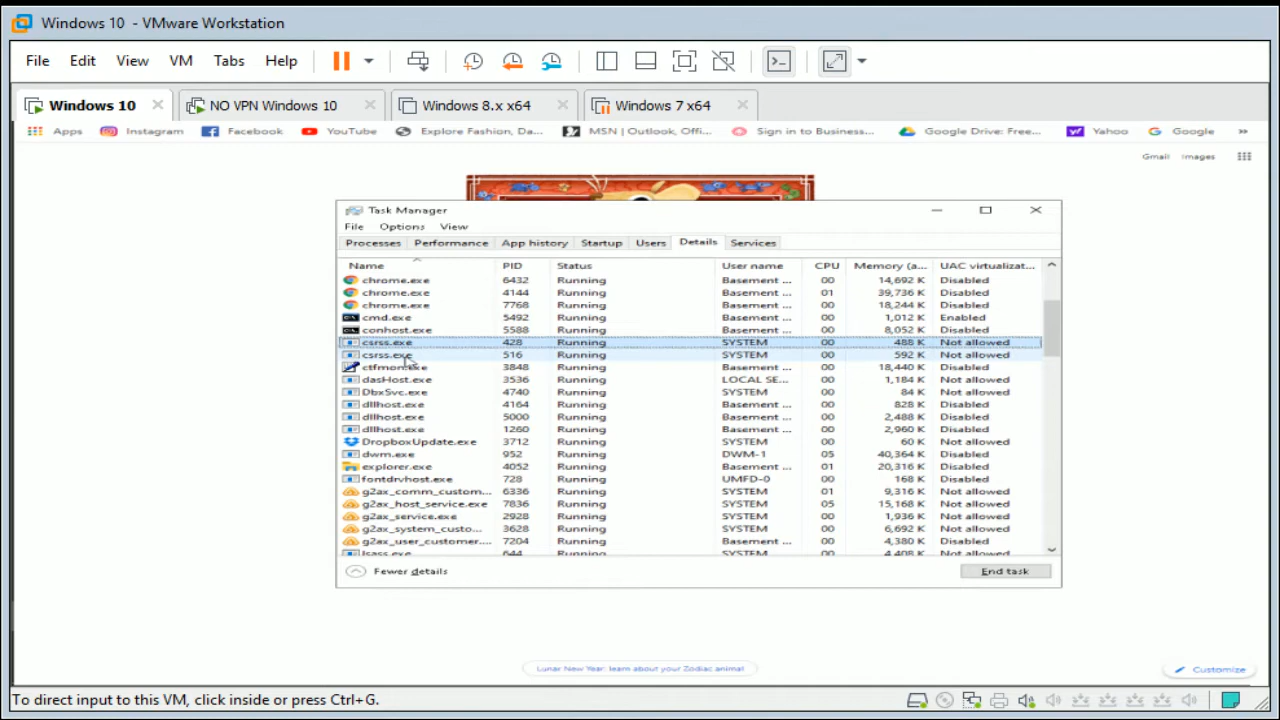 Windows 10 - VMware Workstation
File Edit View VM Tabs Help
Windows 10 NO VPN Windows 10 Windows 8.x x64 Windows 7 x64
Apps Instagram Facebook YouTube Explore Fashion, Da... MSN | Outlook, Offi... Sign in to Business... Google Drive: Free... Yahoo Google »
Gmail Images
Task Manager
File Options View
Processes Performance App history Startup Users Details Services
Name PID Status User name CPU Memory (a... UAC virtualizat...
chrome.exe 6432 Running Basement ... 00 14,692 K Disabled
chrome.exe 4144 Running Basement ... 01 39,736 K Disabled
chrome.exe 7768 Running Basement ... 00 18,244 K Disabled
cmd.exe 5492 Running Basement ... 00 1,012 K Enabled
conhost.exe 5588 Running Basement ... 00 8,052 K Disabled
csrss.exe 428 Running SYSTEM 00 488 K Not allowed
csrss.exe 516 Running SYSTEM 00 592 K Not allowed
ctfmon.exe 3848 Running Basement ... 00 18,440 K Disabled
dasHost.exe 3536 Running LOCAL SE... 00 1,184 K Not allowed
DbxSvc.exe 4740 Running SYSTEM 00 84 K Not allowed
dllhost.exe 4164 Running Basement ... 00 828 K Disabled
dllhost.exe 5000 Running Basement ... 00 2,488 K Disabled
dllhost.exe 1260 Running Basement ... 00 2,960 K Disabled
DropboxUpdate.exe 3712 Running SYSTEM 00 60 K Not allowed
dwm.exe 952 Running DWM-1 05 40,364 K Disabled
explorer.exe 4052 Running Basement ... 01 20,316 K Disabled
fontdrvhost.exe 728 Running UMFD-0 00 168 K Disabled
g2ax_comm_custom... 6336 Running SYSTEM 01 9,316 K Not allowed
g2ax_host_service.exe 7836 Running SYSTEM 05 15,168 K Not allowed
g2ax_service.exe 2928 Running SYSTEM 00 1,936 K Not allowed
g2ax_system_custo... 3628 Running SYSTEM 00 6,692 K Not allowed
g2ax_user_customer.... 7204 Running Basement ... 00 4,380 K Disabled
lsass.exe 644 Running SYSTEM 00 4,408 K Not allowed
Fewer details End task
Lunar New Year: learn about your Zodiac animal
Customize
To direct input to this VM, click inside or press Ctrl+G.